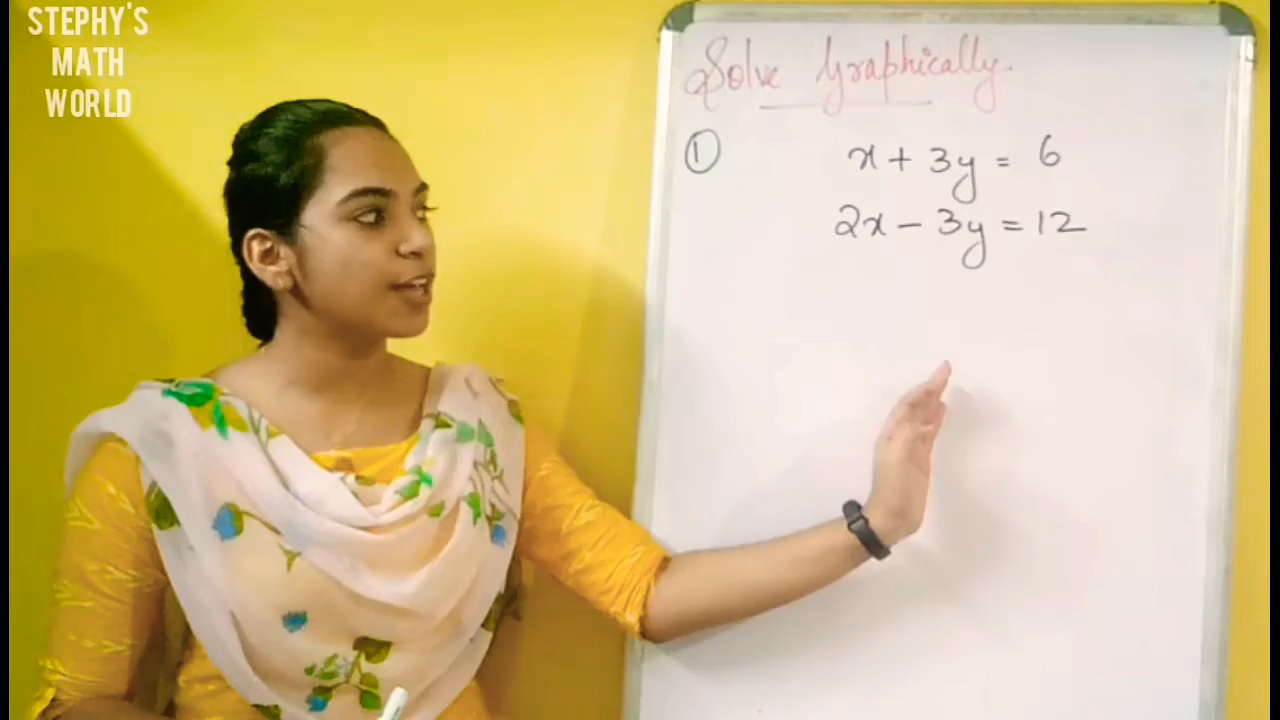 STEPHY'S
MATH
WORLD
Solve Graphically.
① x + 3y = 6
2x − 3y = 12